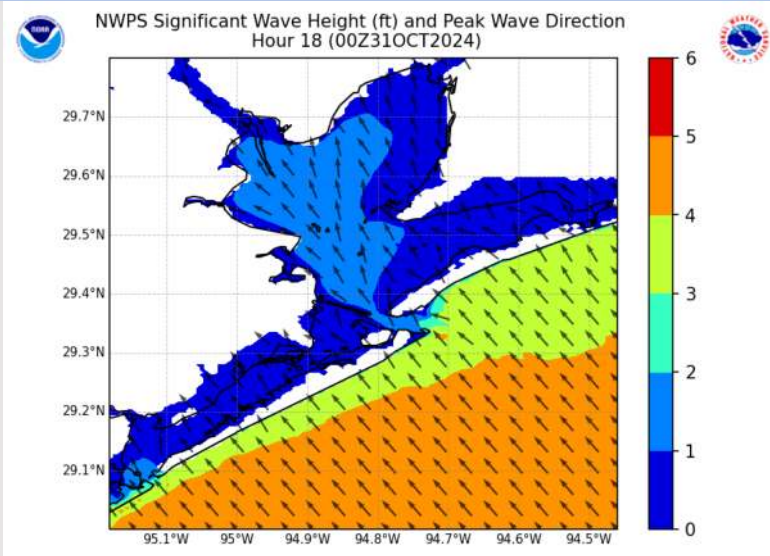 NWPS Significant Wave Height (ft) and Peak Wave Direction
Hour 18 (00Z31OCT2024)
NOAA
29.7°N
29.6°N
29.5°N
29.4°N
29.3°N
29.2°N
29.1°N
95.1°W 95°W 94.9°W 94.8°W 94.7°W 94.6°W 94.5°W
6
5
4
3
2
1
0